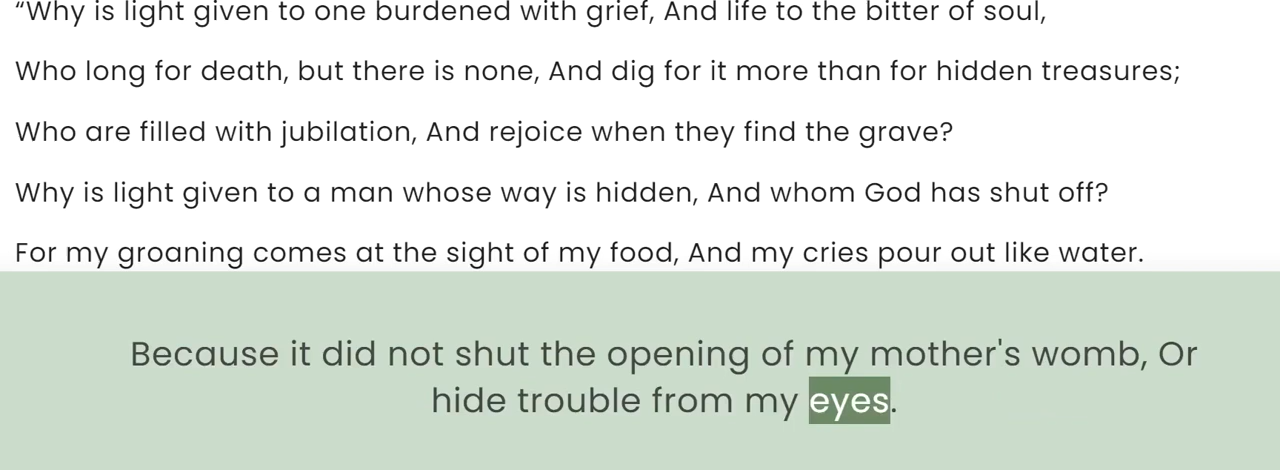 “Why is light given to one burdened with grief, And life to the bitter of soul,
Who long for death, but there is none, And dig for it more than for hidden treasures;
Who are filled with jubilation, And rejoice when they find the grave?
Why is light given to a man whose way is hidden, And whom God has shut off?
For my groaning comes at the sight of my food, And my cries pour out like water.
Because it did not shut the opening of my mother's womb, Or
hide trouble from my eyes.